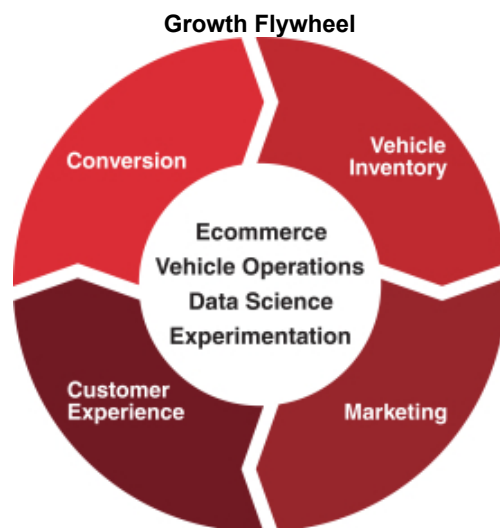 Growth Flywheel
Conversion
Vehicle
Inventory
Ecommerce
Vehicle Operations
Data Science
Experimentation
Customer
Experience
Marketing